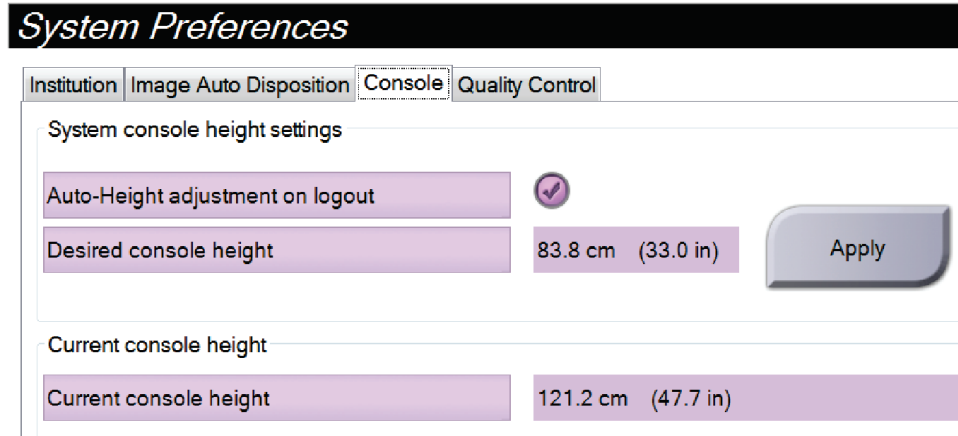 System Preferences
Institution Image Auto Disposition Console Quality Control
System console height settings
Auto-Height adjustment on logout
Desired console height 83.8 cm (33.0 in) Apply
Current console height
Current console height 121.2 cm (47.7 in)